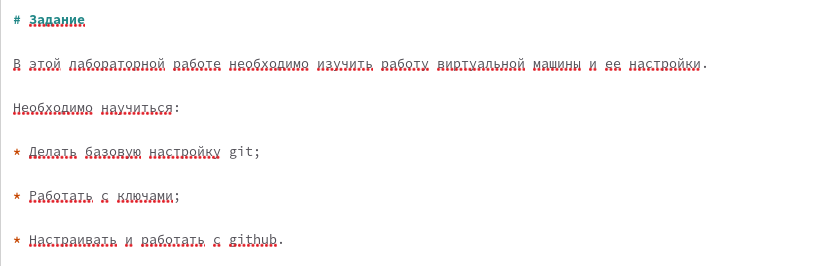 # Задание
В этой лабораторной работе необходимо изучить работу виртуальной машины и ее настройки.
Необходимо научиться:
* Делать базовую настройку git;
* Работать с ключами;
* Настраивать и работать с github.